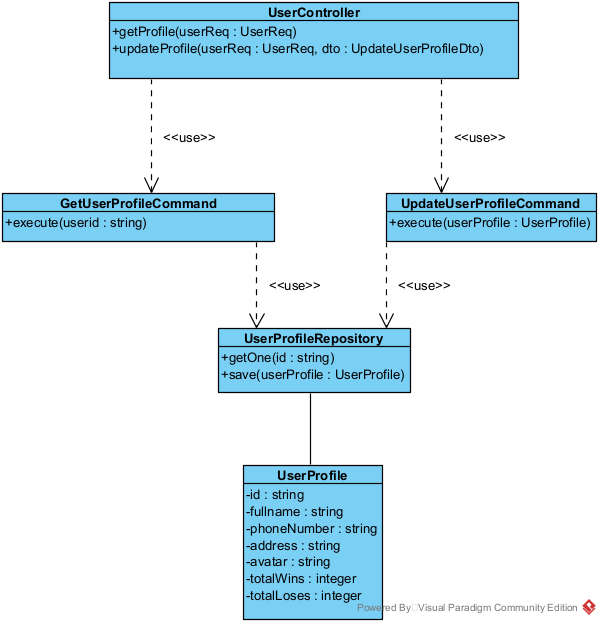 UserController
+getProfile(userReq : UserReq)
+updateProfile(userReq : UserReq, dto : UpdateUserProfileDto)
<<use>>
<<use>>
GetUserProfileCommand
+execute(userid : string)
UpdateUserProfileCommand
+execute(userProfile : UserProfile)
<<use>>
<<use>>
UserProfileRepository
+getOne(id : string)
+save(userProfile : UserProfile)
UserProfile
-id : string
-fullname : string
-phoneNumber : string
-address : string
-avatar : string
-totalWins : integer
-totalLoses : integer
Powered By Visual Paradigm Community Edition